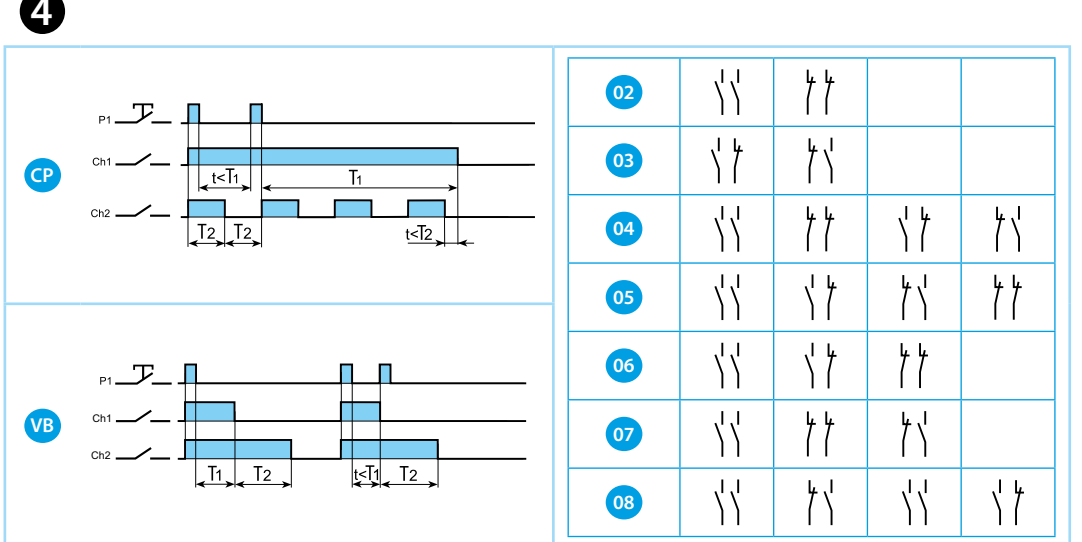 4
CP
P1
Ch1
t<T1 T1
Ch2
T2 T2 t<T2
VB
P1
Ch1
Ch2
T1 T2 t<T1 T2
02
03
04
05
06
07
08